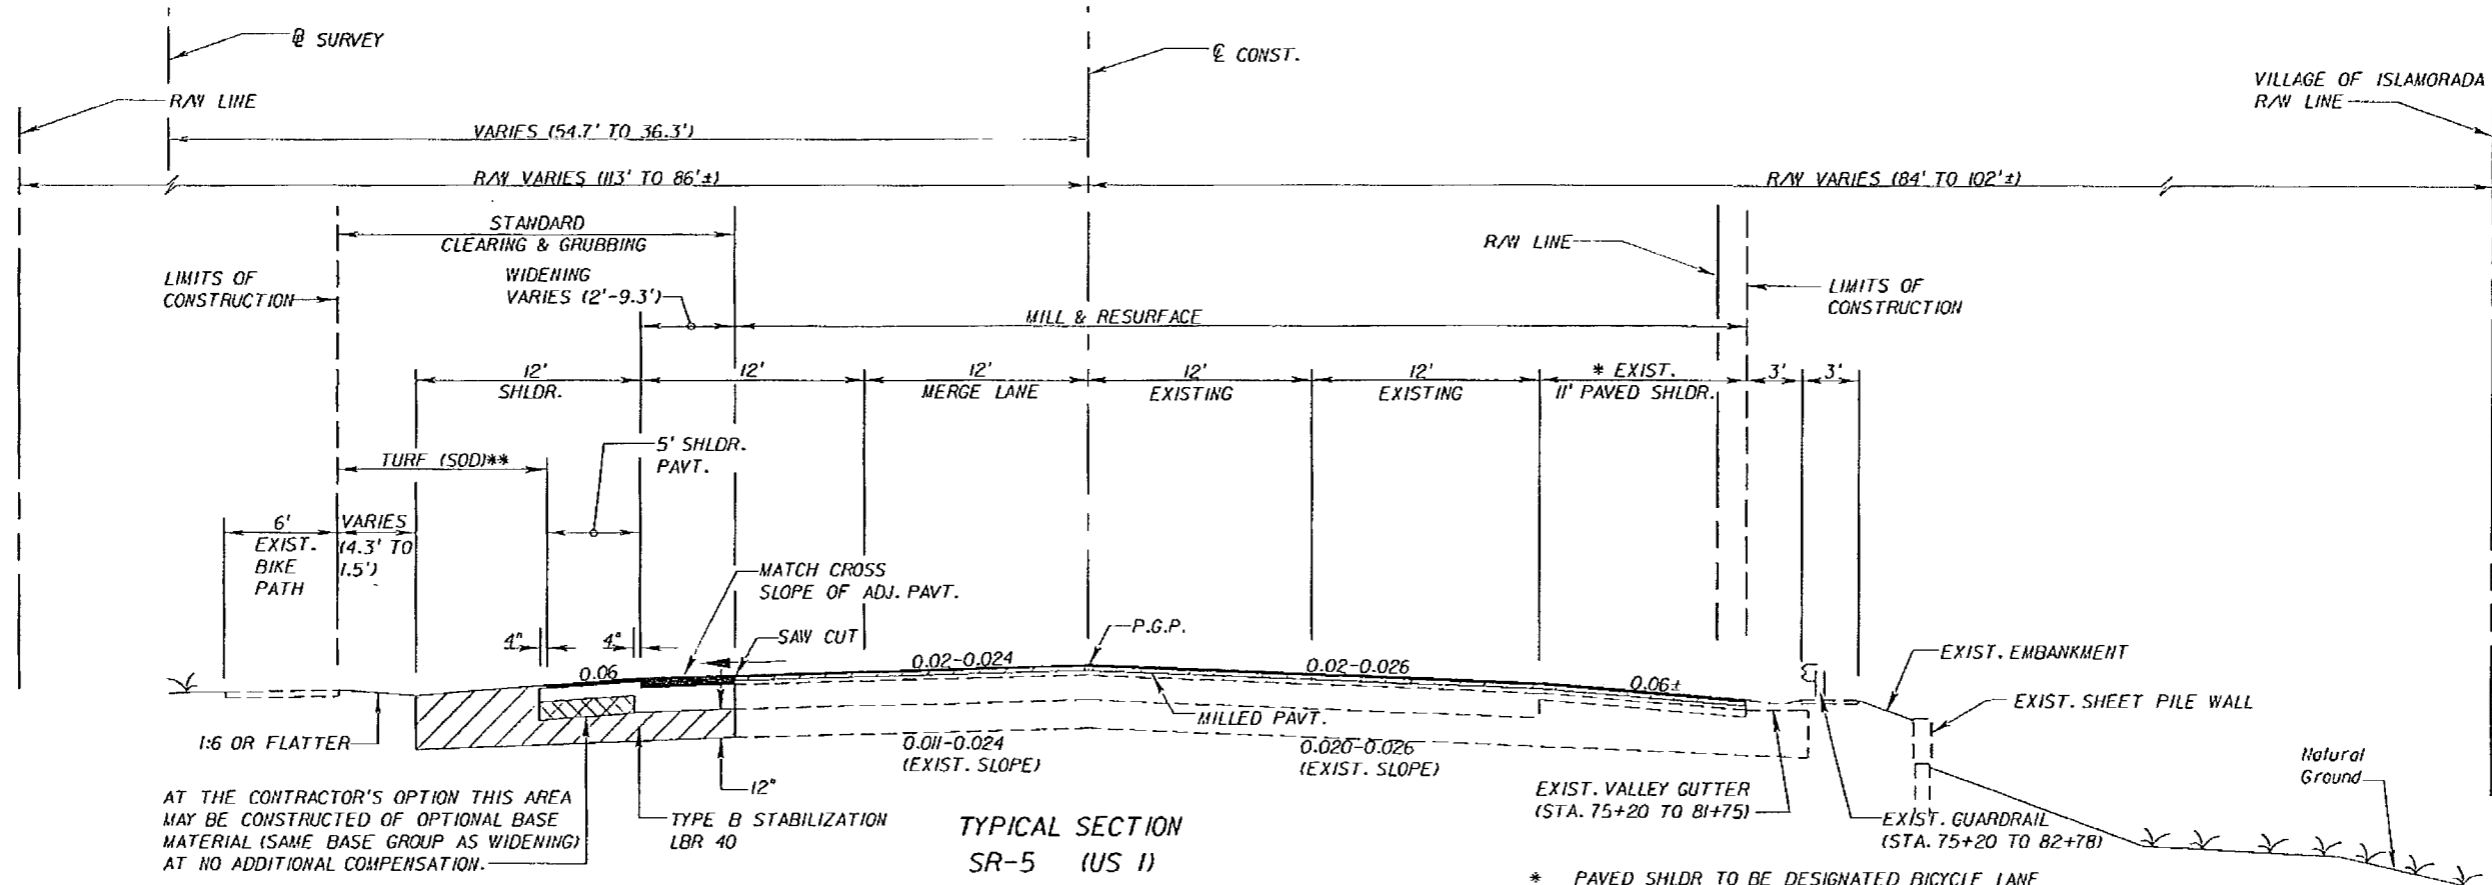 ⅊ SURVEY
℄ CONST.
VILLAGE OF ISLAMORADA
R/W LINE
R/W LINE
VARIES (54.7' TO 36.3')
R/W VARIES (113' TO 86'±)
R/W VARIES (84' TO 102'±)
STANDARD
CLEARING & GRUBBING
R/W LINE
LIMITS OF
CONSTRUCTION
WIDENING
VARIES (2'-9.3')
LIMITS OF
CONSTRUCTION
MILL & RESURFACE
12'
SHLDR.
12'
12'
MERGE LANE
12'
EXISTING
12'
EXISTING
* EXIST.
11' PAVED SHLDR.
3'
3'
5' SHLDR.
PAVT.
TURF (SOD)**
6'
EXIST.
BIKE
PATH
VARIES
(4.3' TO
1.5')
MATCH CROSS
SLOPE OF ADJ. PAVT.
4"
4"
SAW CUT
P.G.P.
0.06
0.02-0.024
0.02-0.026
0.06±
EXIST. EMBANKMENT
EXIST. SHEET PILE WALL
MILLED PAVT.
1:6 OR FLATTER
0.011-0.024
(EXIST. SLOPE)
0.020-0.026
(EXIST. SLOPE)
Natural
Ground
12"
AT THE CONTRACTOR'S OPTION THIS AREA
MAY BE CONSTRUCTED OF OPTIONAL BASE
MATERIAL (SAME BASE GROUP AS WIDENING)
AT NO ADDITIONAL COMPENSATION.
TYPE B STABILIZATION
LBR 40
EXIST. VALLEY GUTTER
(STA. 75+20 TO 81+75)
EXIST. GUARDRAIL
(STA. 75+20 TO 82+78)
TYPICAL SECTION
SR-5 (US 1)
* PAVED SHLDR TO BE DESIGNATED BICYCLE LANE